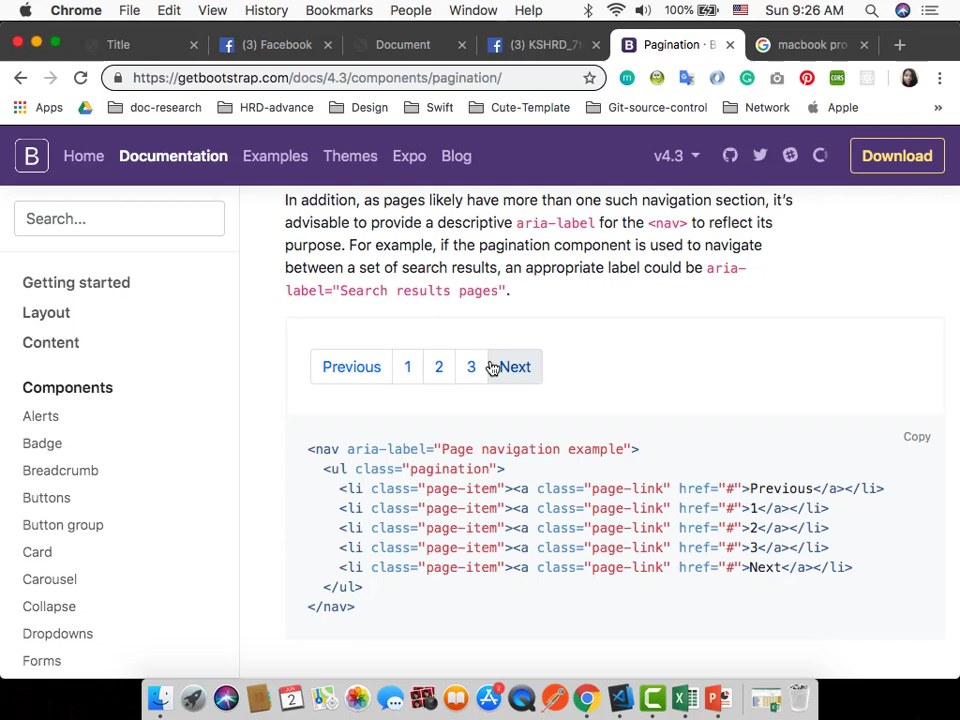 Chrome File Edit View History Bookmarks People Window Help 100% Sun 9:26 AM
Title (3) Facebook Document Pagination · B macbook pro
https://getbootstrap.com/docs/4.3/components/pagination/
Apps doc-research HRD-advance Design Swift Cute-Template Git-source-control Network Apple »
B Home Documentation Examples Themes Expo Blog v4.3 Download
Search...
Getting started
Layout
Content
Components
Alerts
Badge
Breadcrumb
Buttons
Button group
Card
Carousel
Collapse
Dropdowns
Forms
In addition, as pages likely have more than one such navigation section, it's
advisable to provide a descriptive aria-label for the <nav> to reflect its
purpose. For example, if the pagination component is used to navigate
between a set of search results, an appropriate label could be aria-
label="Search results pages".
Previous 1 2 3 Next
Copy
<nav aria-label="Page navigation example">
<ul class="pagination">
<li class="page-item"><a class="page-link" href="#">Previous</a></li>
<li class="page-item"><a class="page-link" href="#">1</a></li>
<li class="page-item"><a class="page-link" href="#">2</a></li>
<li class="page-item"><a class="page-link" href="#">3</a></li>
<li class="page-item"><a class="page-link" href="#">Next</a></li>
</ul>
</nav>